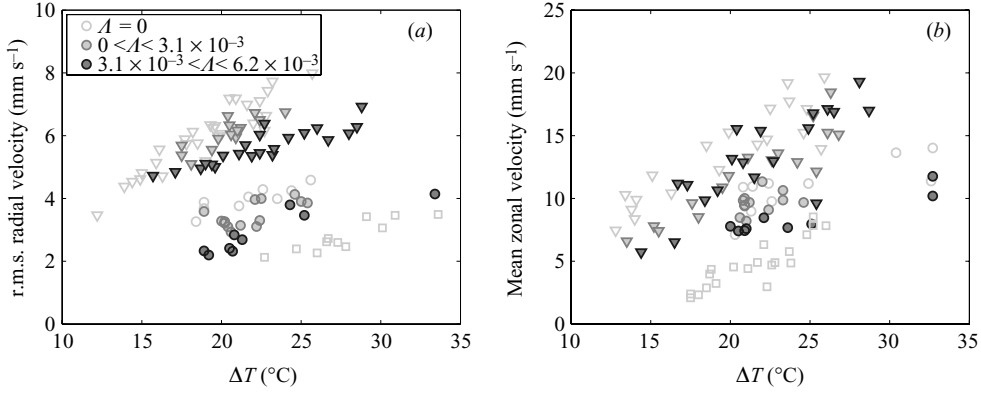 10
8
6
4
2
0
r.m.s. radial velocity (mm s⁻¹)
Λ = 0
0 <Λ< 3.1 × 10⁻³
3.1 × 10⁻³ <Λ< 6.2 × 10⁻³
(a)
10 15 20 25 30 35
ΔT (°C)
25
20
15
10
5
0
Mean zonal velocity (mm s⁻¹)
(b)
10 15 20 25 30 35
ΔT (°C)